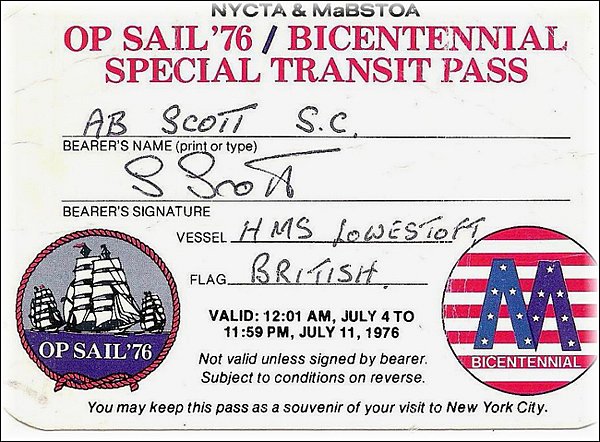 NYCTA & MaBSTOA
OP SAIL '76 / BICENTENNIAL
SPECIAL TRANSIT PASS
AB SCOTT S.C.
BEARER'S NAME (print or type)
S Scott
BEARER'S SIGNATURE
VESSEL HMS LOWESTOFT
FLAG BRITISH.
VALID: 12:01 AM, JULY 4 TO
11:59 PM, JULY 11, 1976
Not valid unless signed by bearer.
Subject to conditions on reverse.
OP SAIL '76
M
BICENTENNIAL
You may keep this pass as a souvenir of your visit to New York City.